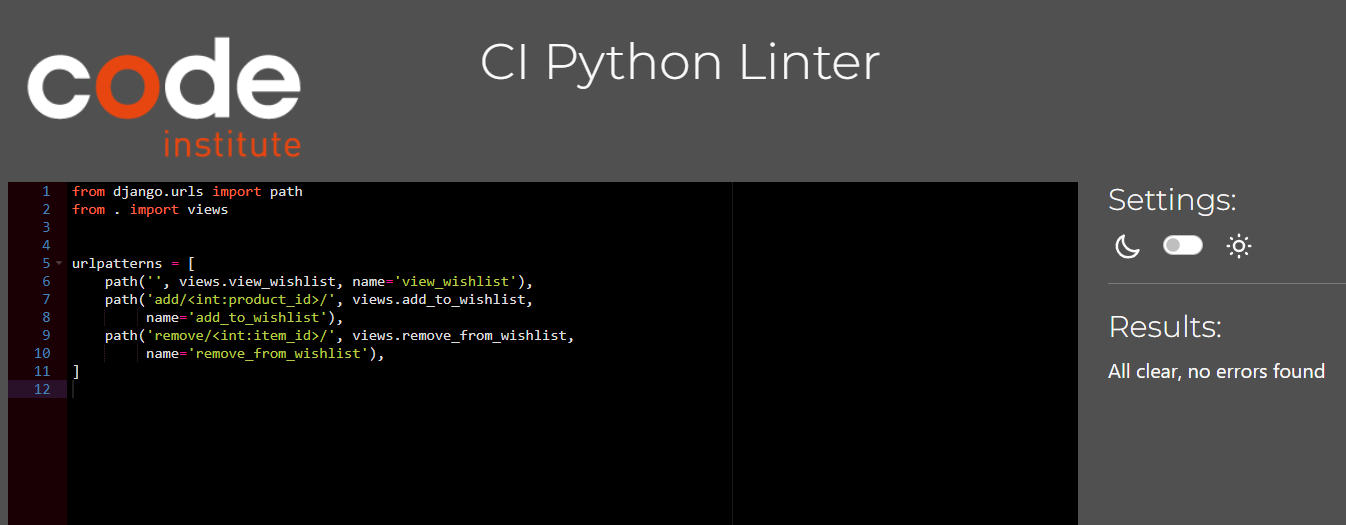 code
institute
CI Python Linter
1 from django.urls import path
2 from . import views
3
4
5 urlpatterns = [
6     path('', views.view_wishlist, name='view_wishlist'),
7     path('add/<int:product_id>/', views.add_to_wishlist,
8          name='add_to_wishlist'),
9     path('remove/<int:item_id>/', views.remove_from_wishlist,
10          name='remove_from_wishlist'),
11 ]
12
Settings:
Results:
All clear, no errors found